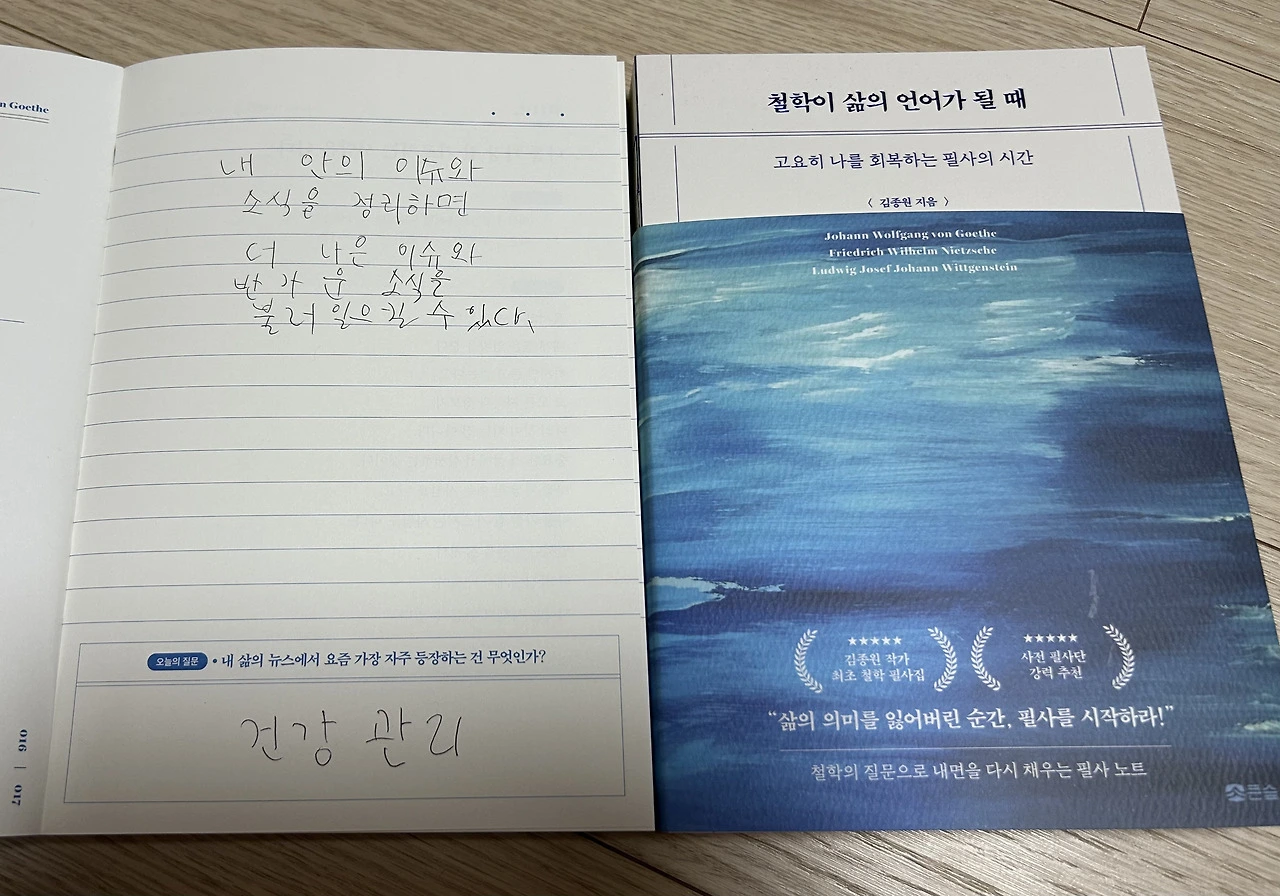 n Goethe
내 안의 이슈와
소식을 정리하면
더 나은 이슈와
반가운 소식을
불러일으킬 수 있다.
오늘의 질문 • 내 삶의 뉴스에서 요즘 가장 자주 등장하는 건 무엇인가?
건강 관리
016 | 017
철학이 삶의 언어가 될 때
고요히 나를 회복하는 필사의 시간
< 김종원 지음 >
Johann Wolfgang von Goethe
Friedrich Wilhelm Nietzsche
Ludwig Josef Johann Wittgenstein
★★★★★
김종원 작가
최초 철학 필사집
★★★★★
사전 필사단
강력 추천
“삶의 의미를 잃어버린 순간, 필사를 시작하라!”
철학의 질문으로 내면을 다시 채우는 필사 노트
큰숲